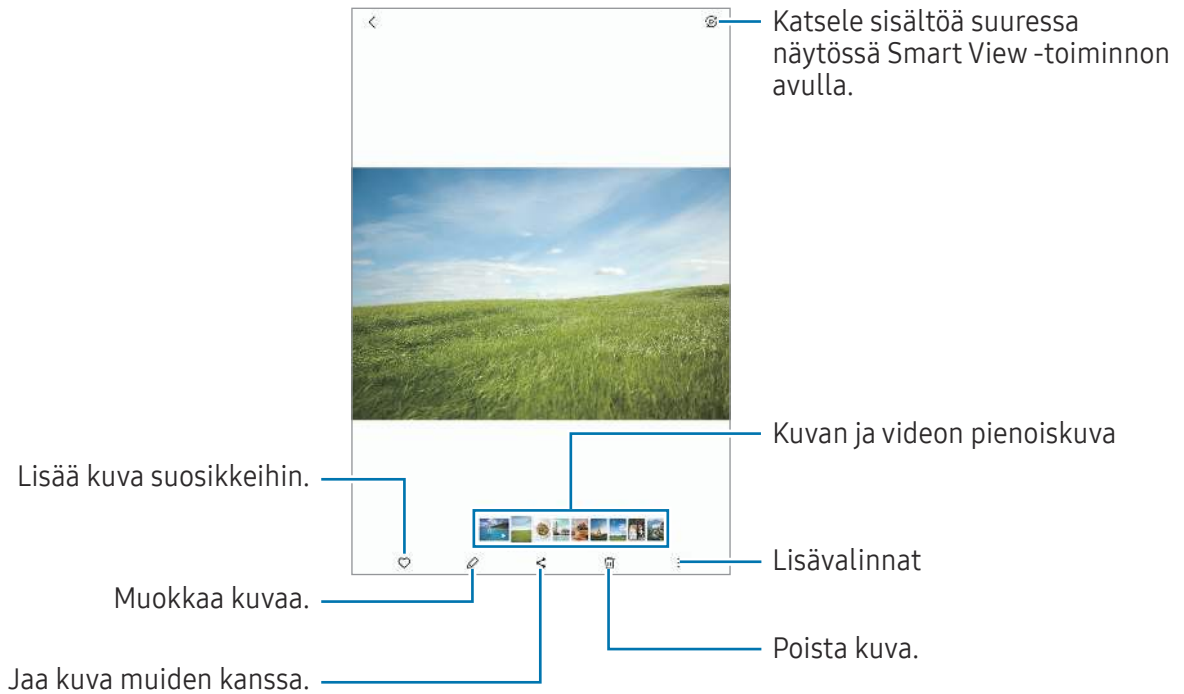 Katsele sisältöä suuressa
näytössä Smart View -toiminnon
avulla.
Kuvan ja videon pienoiskuva
Lisää kuva suosikkeihin.
Lisävalinnat
Muokkaa kuvaa.
Poista kuva.
Jaa kuva muiden kanssa.